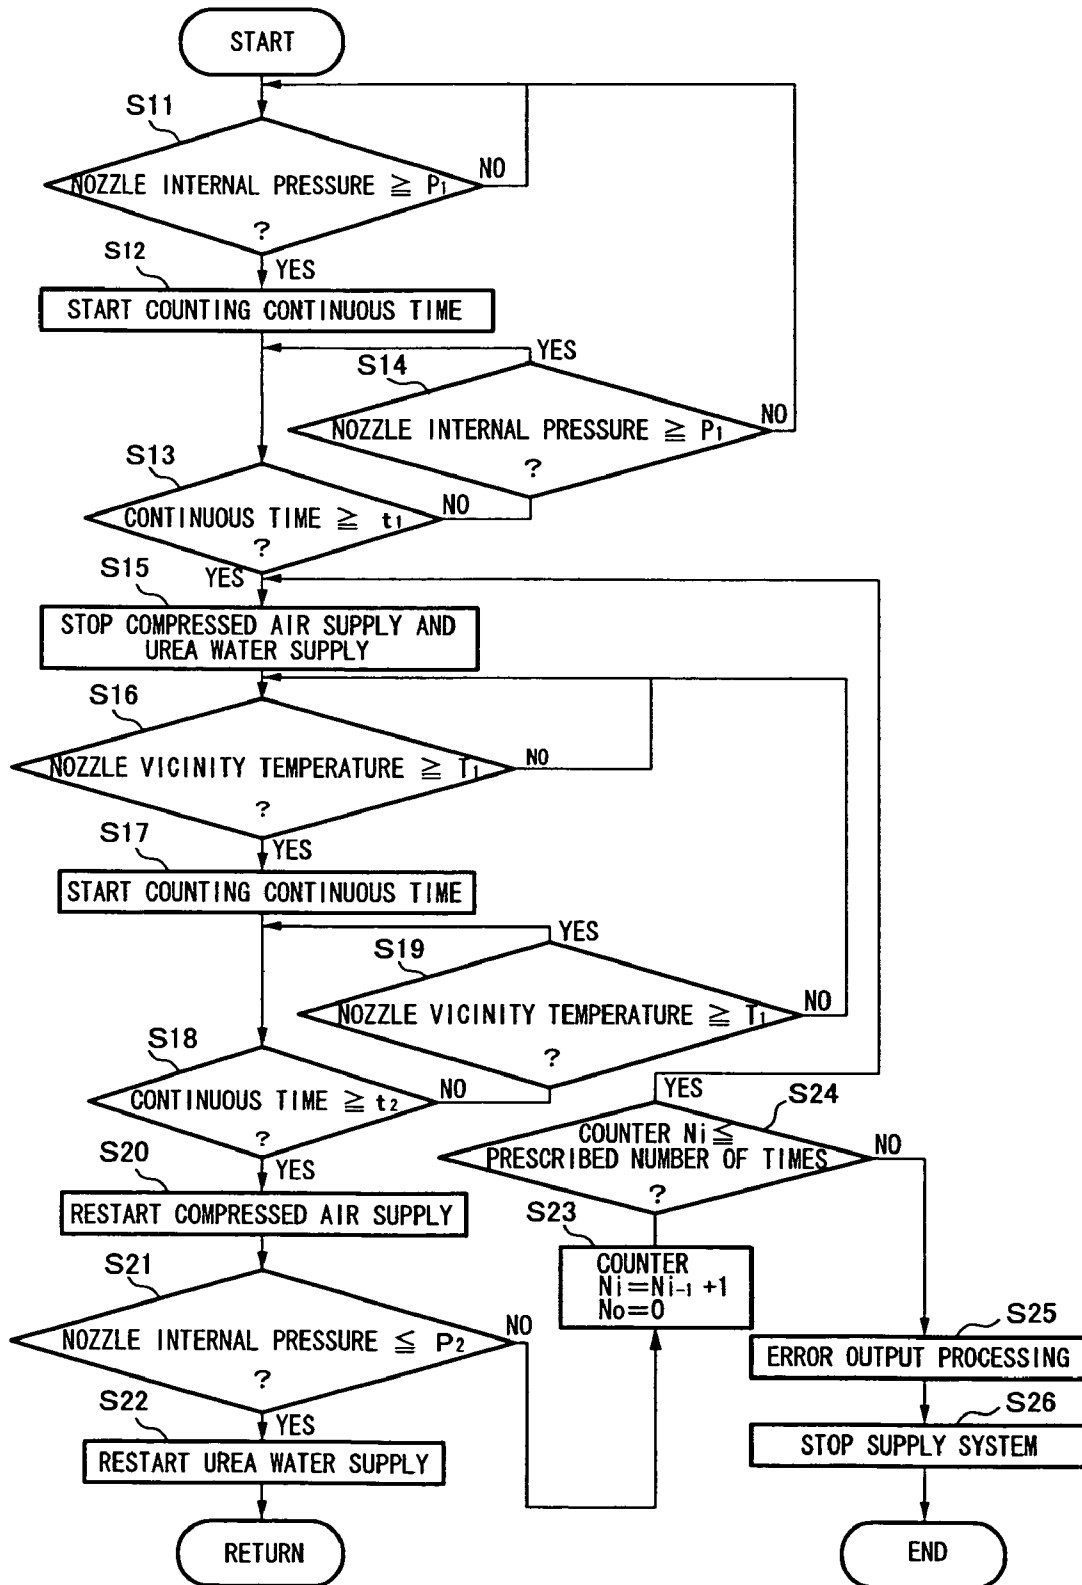 START
S11
NOZZLE INTERNAL PRESSURE ≧ P1
?
NO
S12
YES
START COUNTING CONTINUOUS TIME
S14
YES
NOZZLE INTERNAL PRESSURE ≧ P1
?
NO
S13
CONTINUOUS TIME ≧ t1
?
NO
S15
YES
STOP COMPRESSED AIR SUPPLY AND
UREA WATER SUPPLY
S16
NOZZLE VICINITY TEMPERATURE ≧ T1
?
NO
S17
YES
START COUNTING CONTINUOUS TIME
S19
YES
NOZZLE VICINITY TEMPERATURE ≧ T1
?
NO
S18
CONTINUOUS TIME ≧ t2
?
NO
S20
YES
RESTART COMPRESSED AIR SUPPLY
S21
NOZZLE INTERNAL PRESSURE ≦ P2
?
NO
S22
YES
RESTART UREA WATER SUPPLY
RETURN
S23
COUNTER
Ni=Ni-1 +1
No=0
YES
S24
COUNTER Ni≦
PRESCRIBED NUMBER OF TIMES
?
NO
S25
ERROR OUTPUT PROCESSING
S26
STOP SUPPLY SYSTEM
END